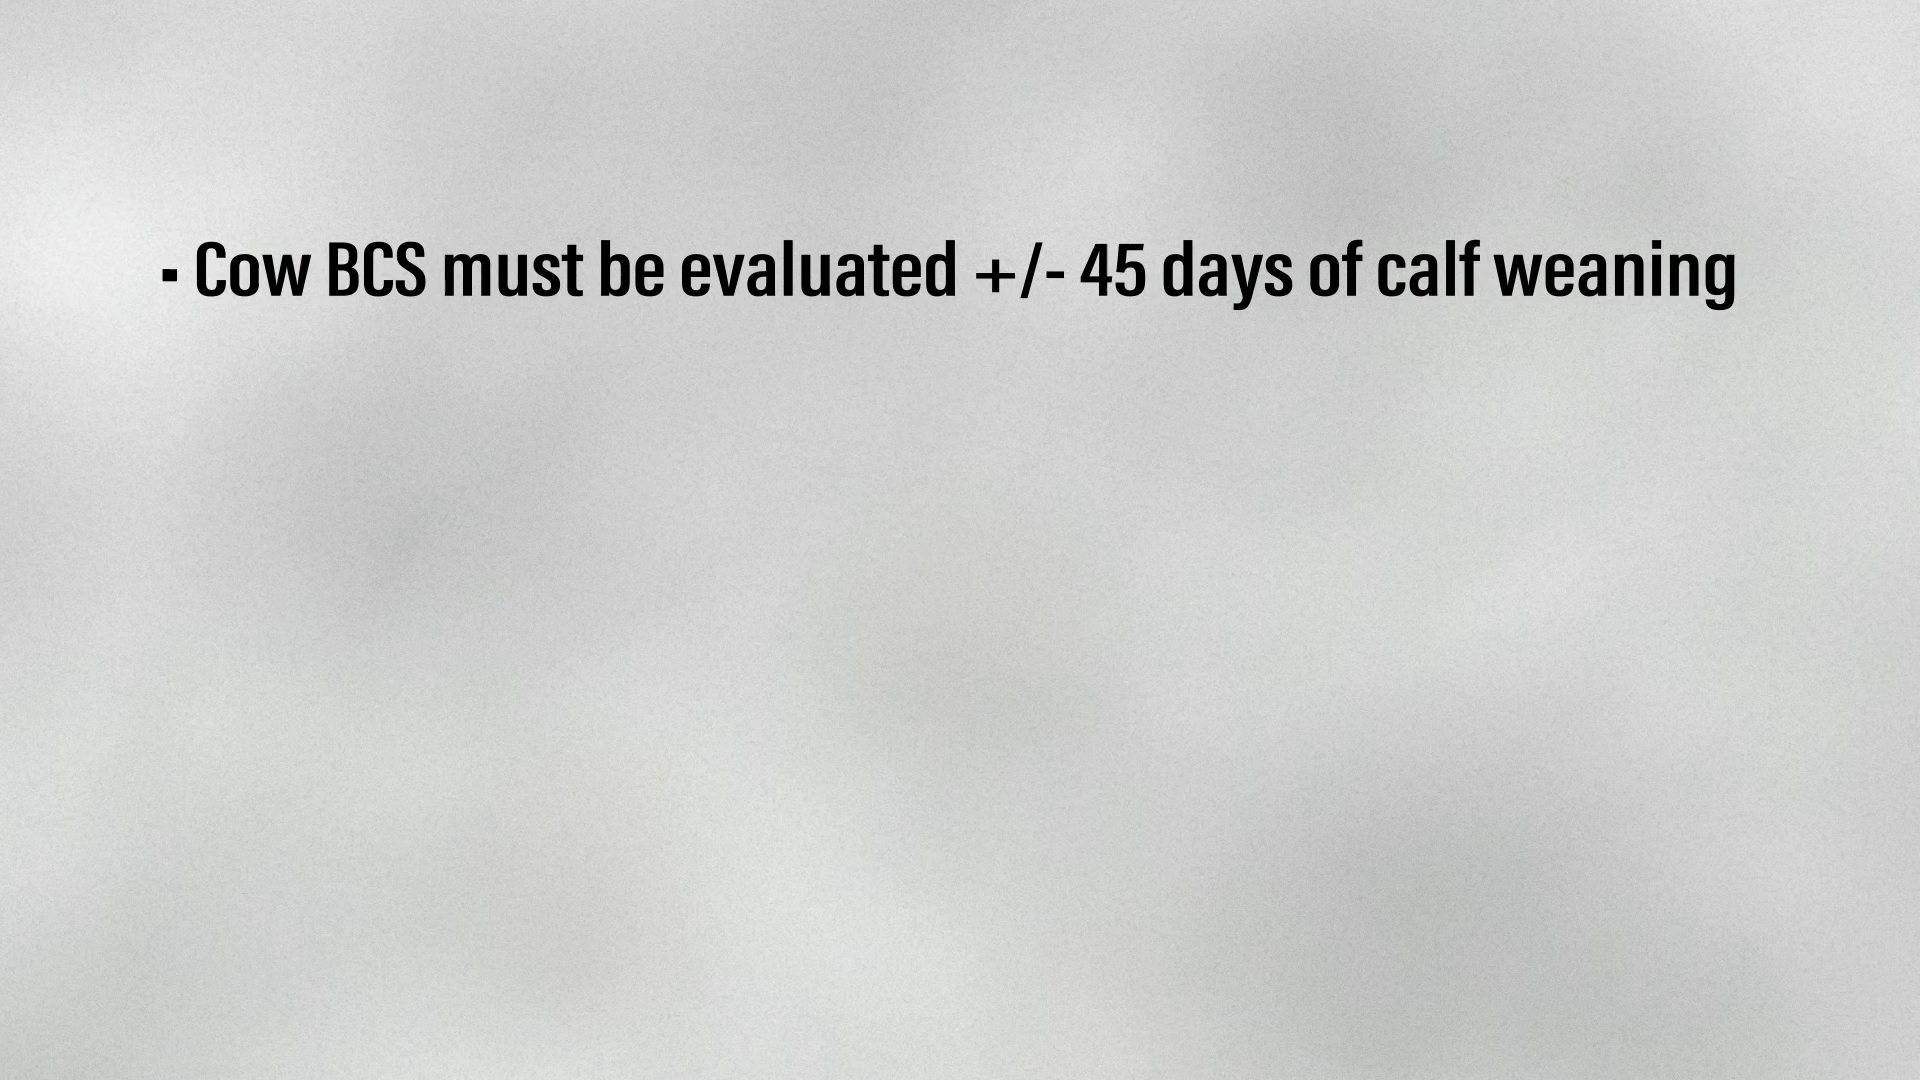 ▪ Cow BCS must be evaluated +/- 45 days of calf weaning